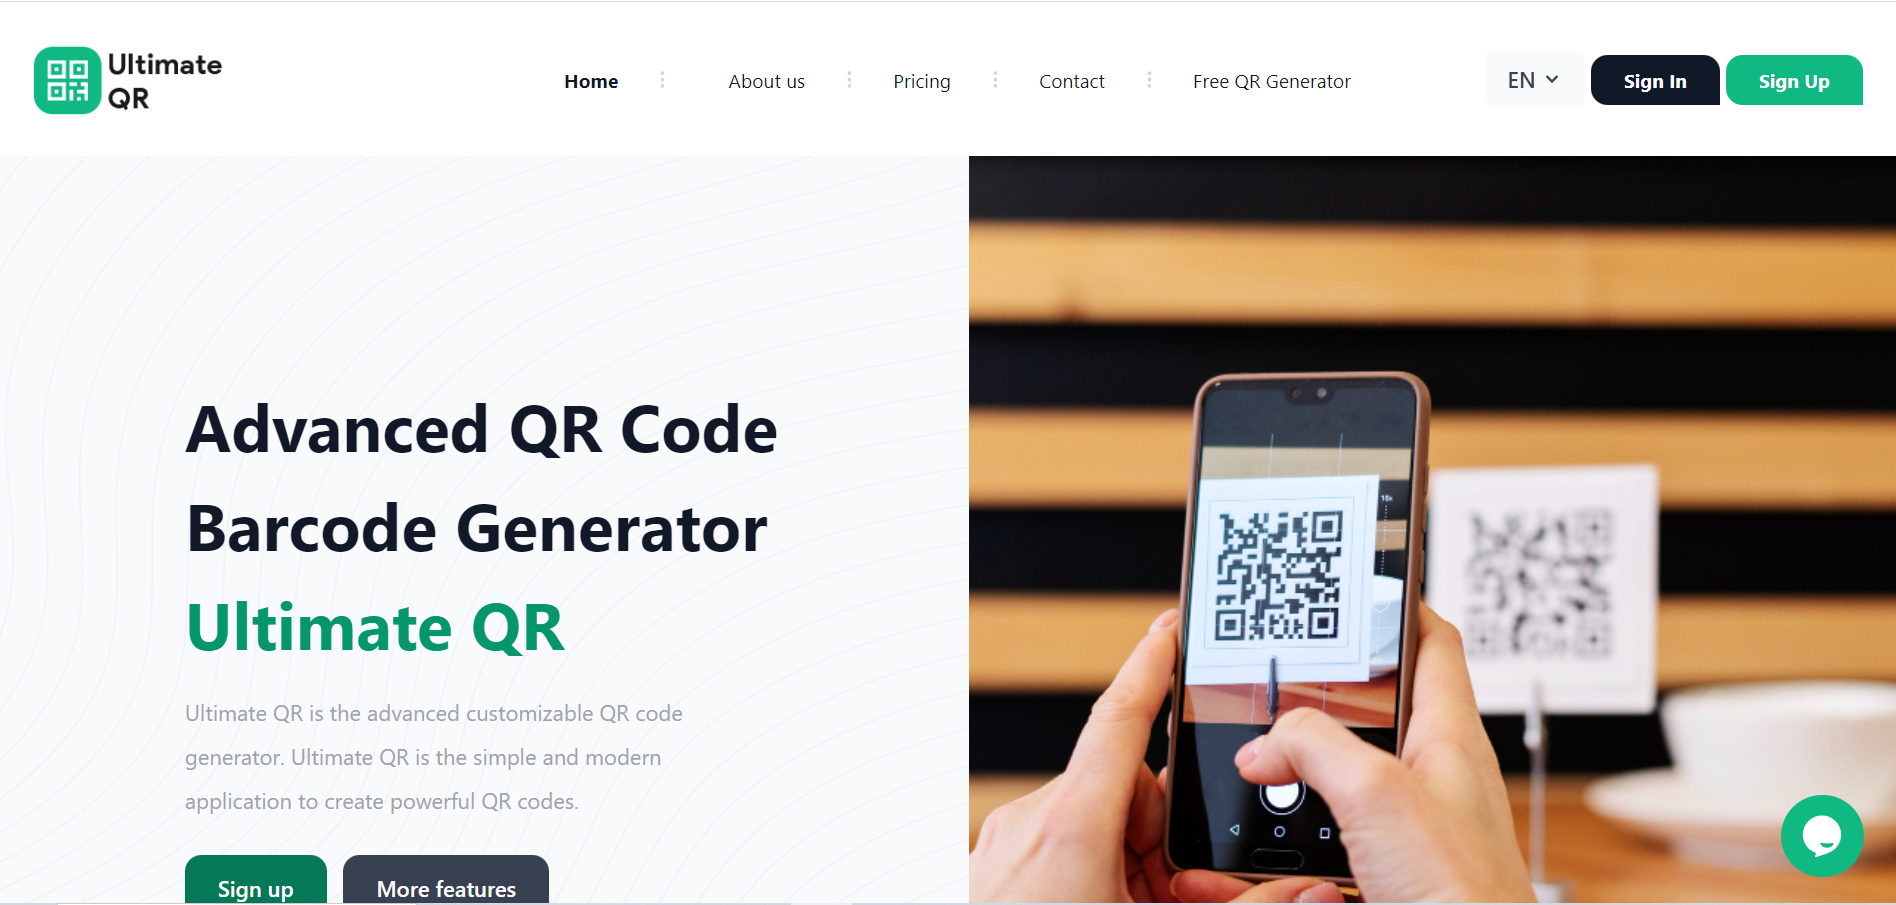 Ultimate
QR
Home
About us
Pricing
Contact
Free QR Generator
EN
Sign In
Sign Up
Advanced QR Code
Barcode Generator
Ultimate QR
Ultimate QR is the advanced customizable QR code
generator. Ultimate QR is the simple and modern
application to create powerful QR codes.
Sign up
More features